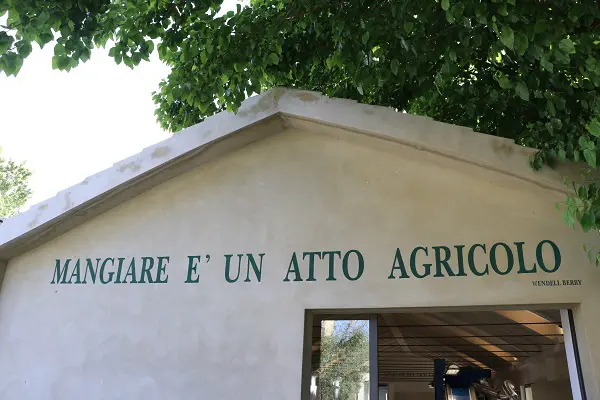 MANGIARE E' UN ATTO AGRICOLO
WENDELL BERRY